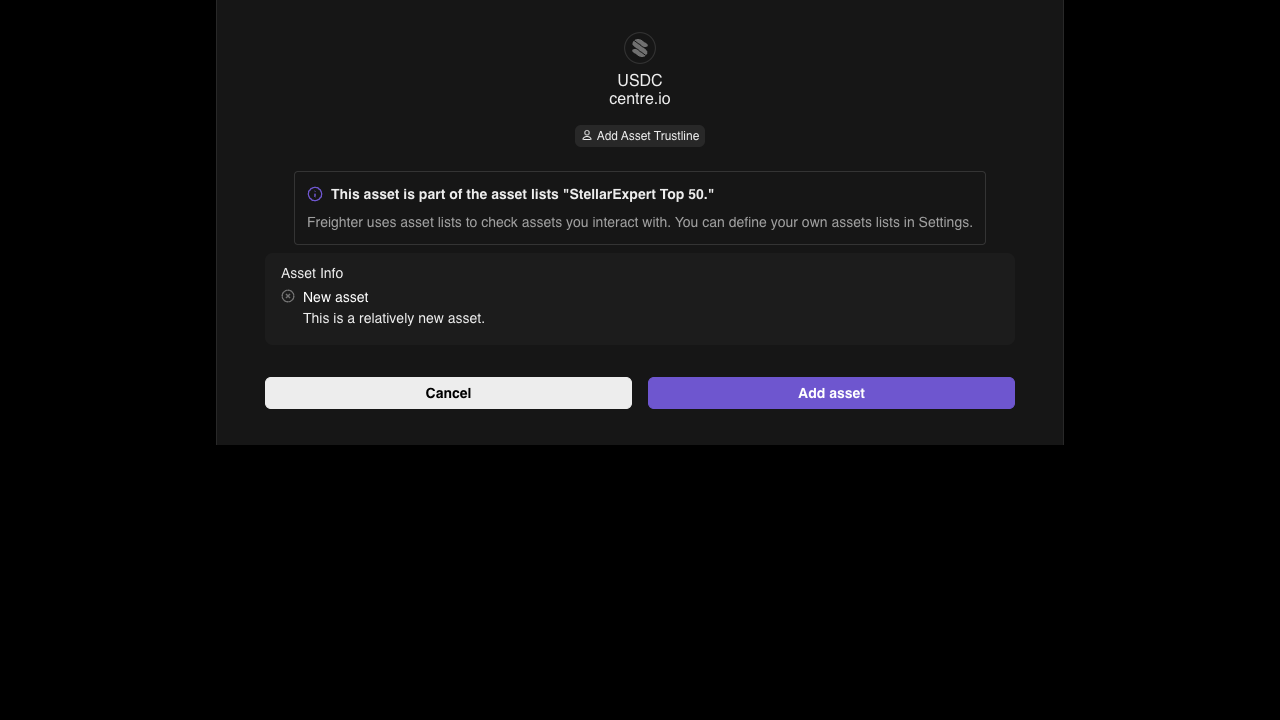 USDC
centre.io
Add Asset Trustline
This asset is part of the asset lists "StellarExpert Top 50."
Freighter uses asset lists to check assets you interact with. You can define your own assets lists in Settings.
Asset Info
New asset
This is a relatively new asset.
Cancel
Add asset